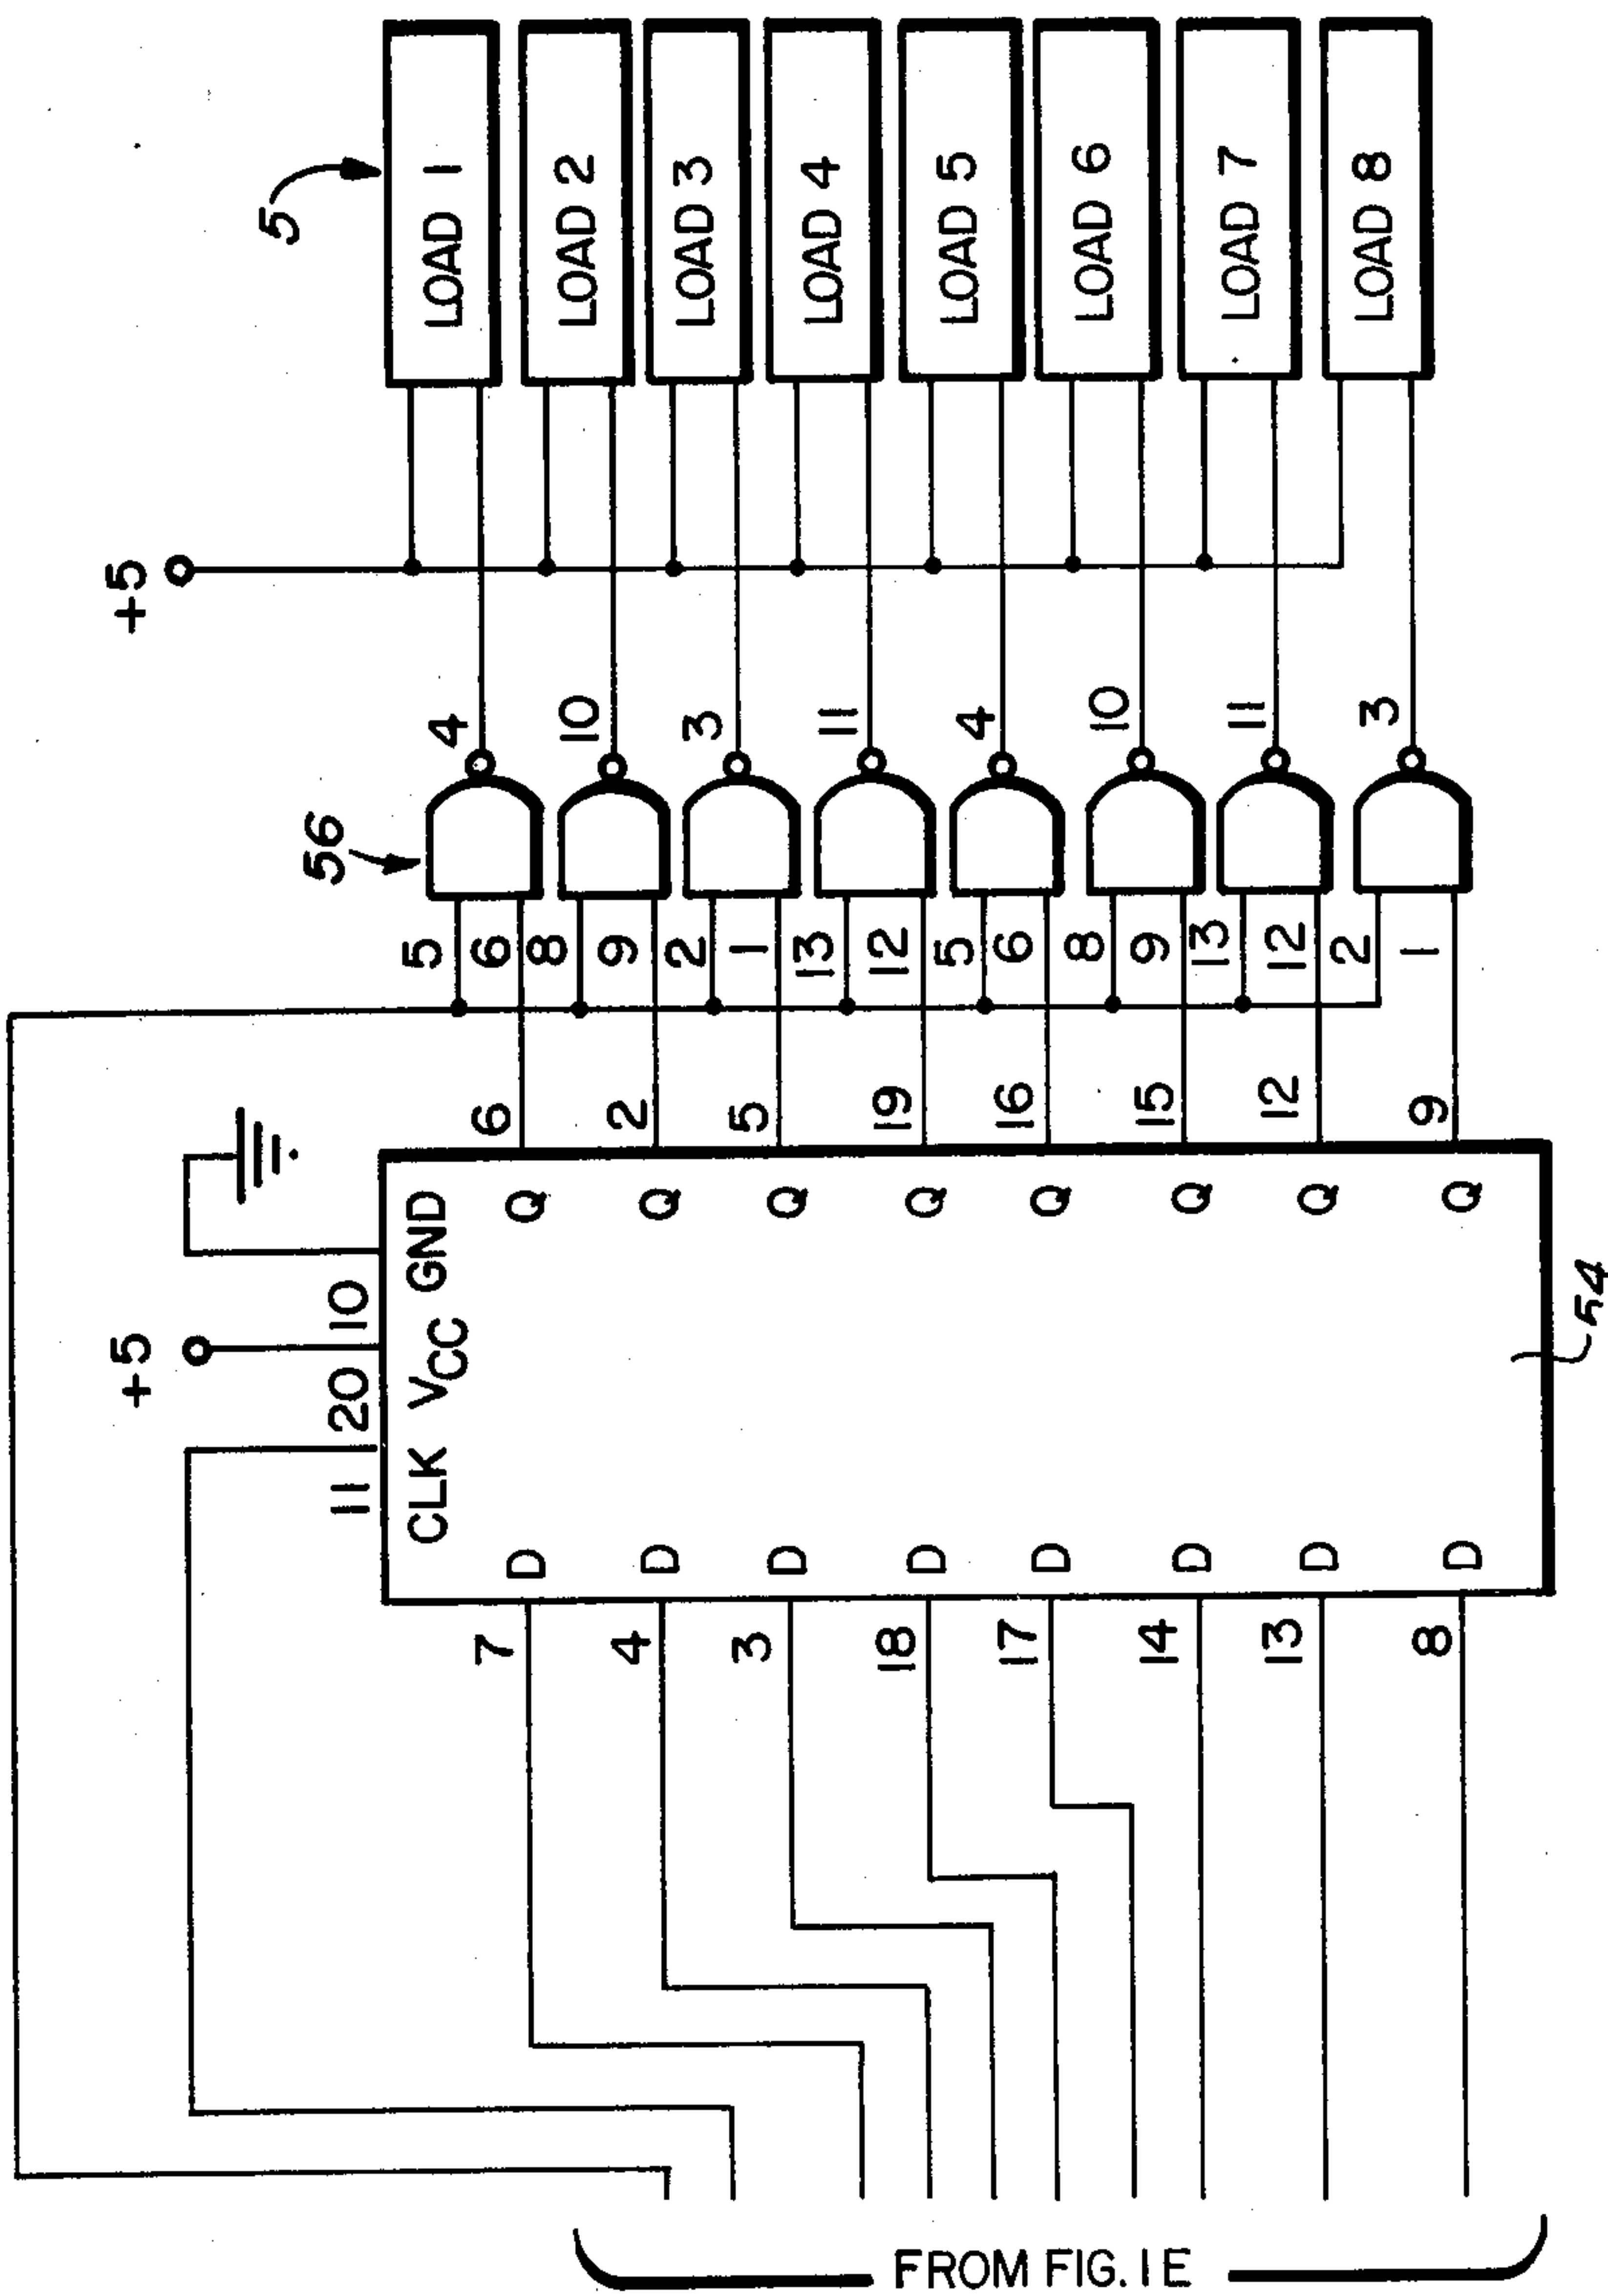 +5 +5
5
56
11 20 10
CLK VCC GND 5 4 LOAD 1
7 D Q 6 6
8 10 LOAD 2
4 D Q 2 9
2 3 LOAD 3
3 D Q 5 1
13 11 LOAD 4
18 D Q 19 12
5 4 LOAD 5
17 D Q 16 6
8 10 LOAD 6
14 D Q 15 9
13 11 LOAD 7
13 D Q 12 12
2 3 LOAD 8
8 D Q 9 1
54
FROM FIG. 1E